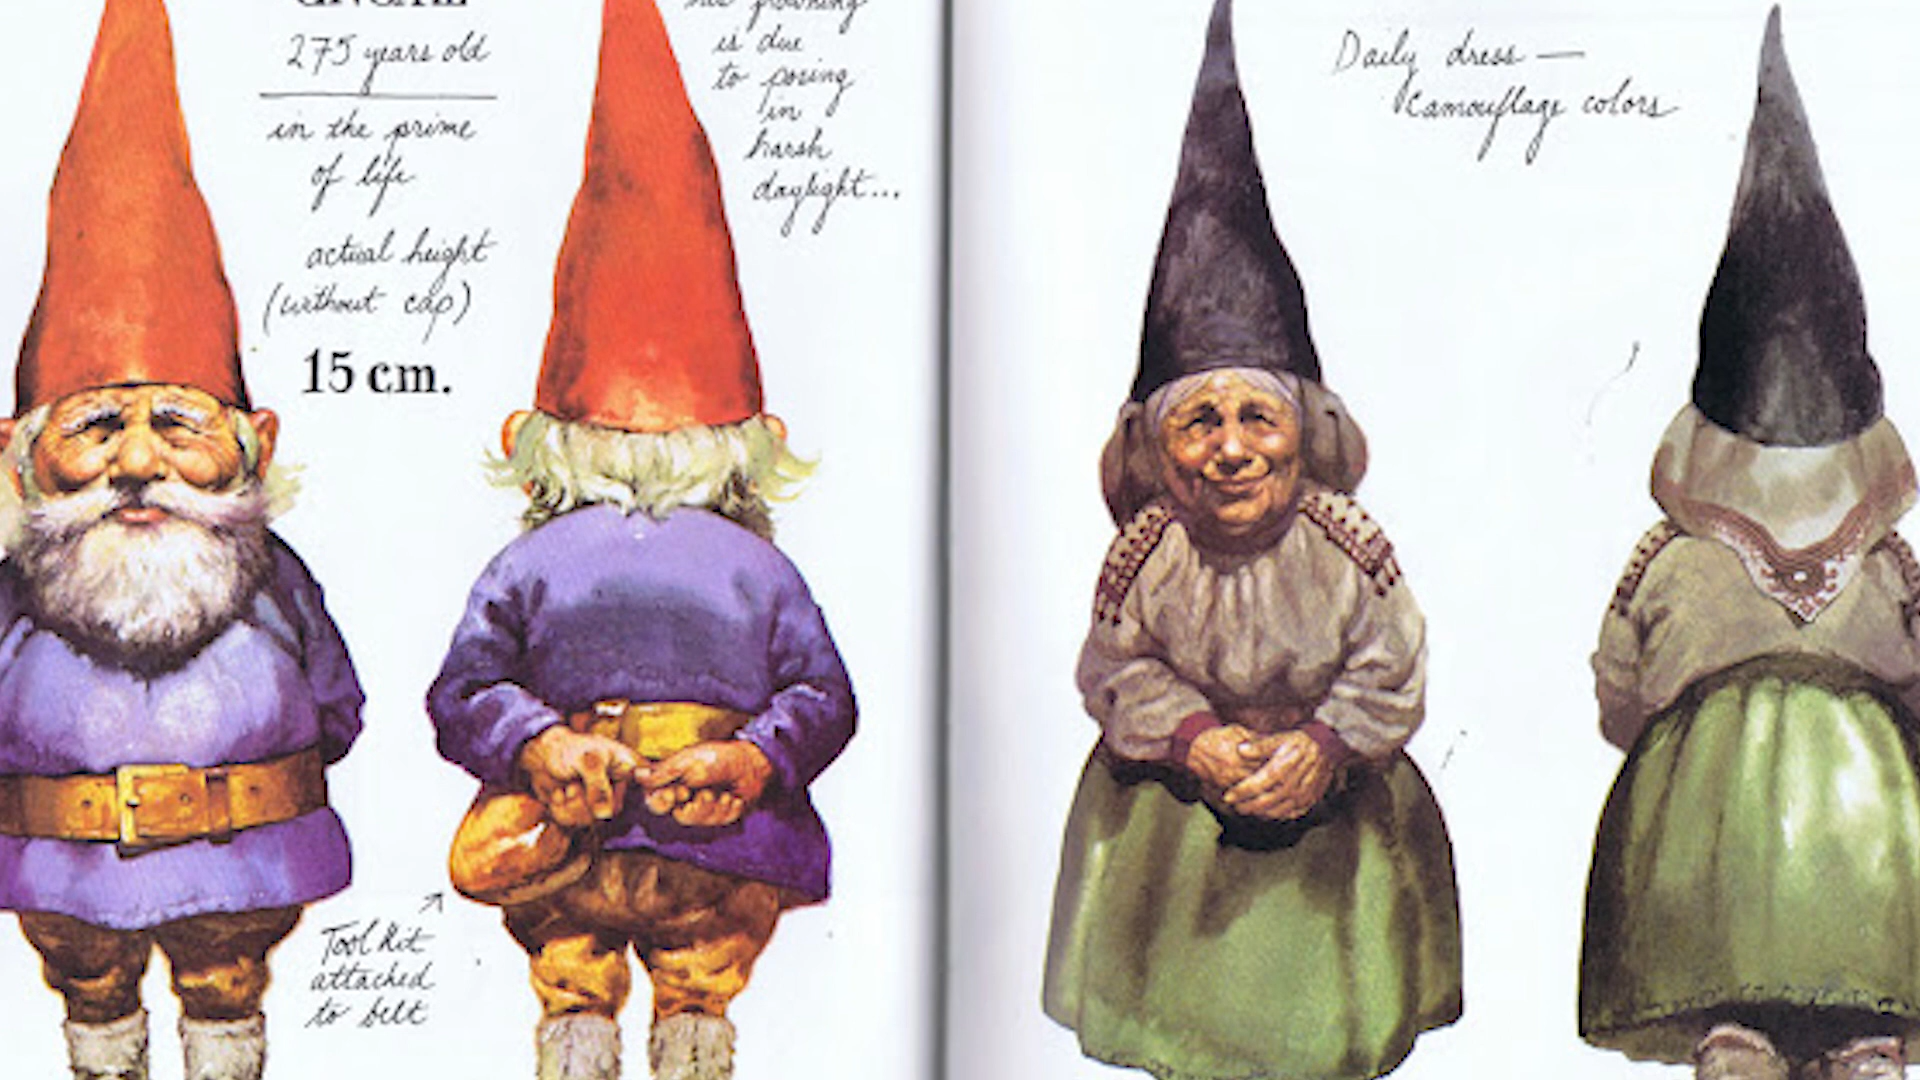 275 years old
in the prime
of life
actual height
(without cap)
15 cm.
is due
to posing
in
harsh
daylight...
Tool Kit
attached
to belt
Daily dress —
Camouflage colors